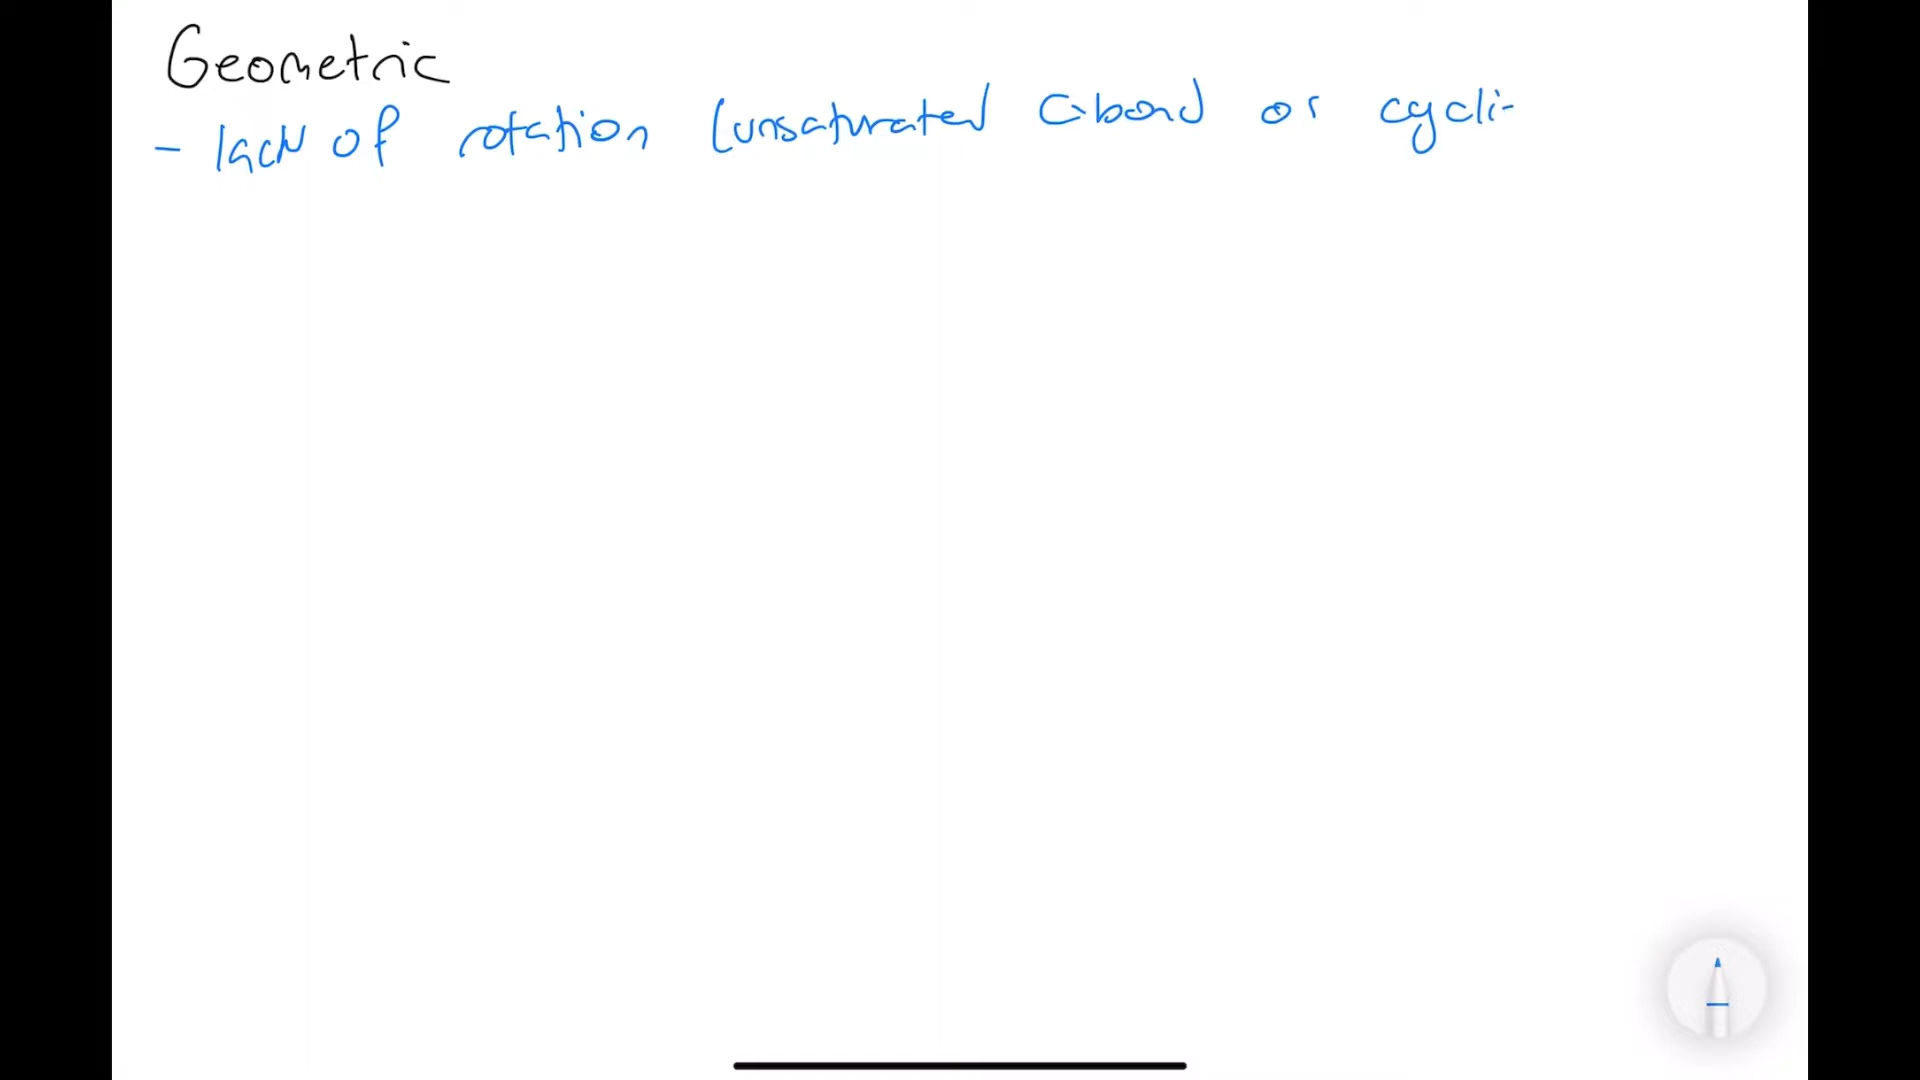 Geometric
- lack of rotation (unsaturated C-bond or cycli-